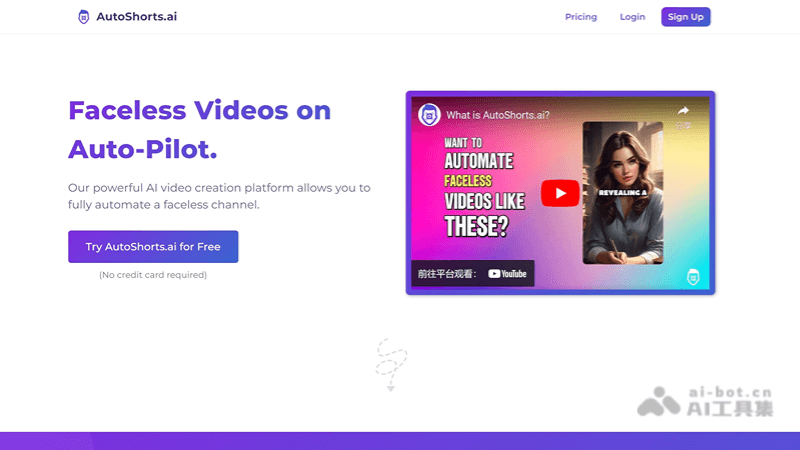 AutoShorts.ai
Pricing
Login
Sign Up
Faceless Videos on
Auto-Pilot.
Our powerful AI video creation platform allows you to
fully automate a faceless channel.
Try AutoShorts.ai for Free
(No credit card required)
What is AutoShorts.ai?
分享
WANT TO
AUTOMATE
FACELESS
VIDEOS LIKE
THESE?
REVEALING A
前往平台观看：
YouTube
ai-bot.cn
AI工具集